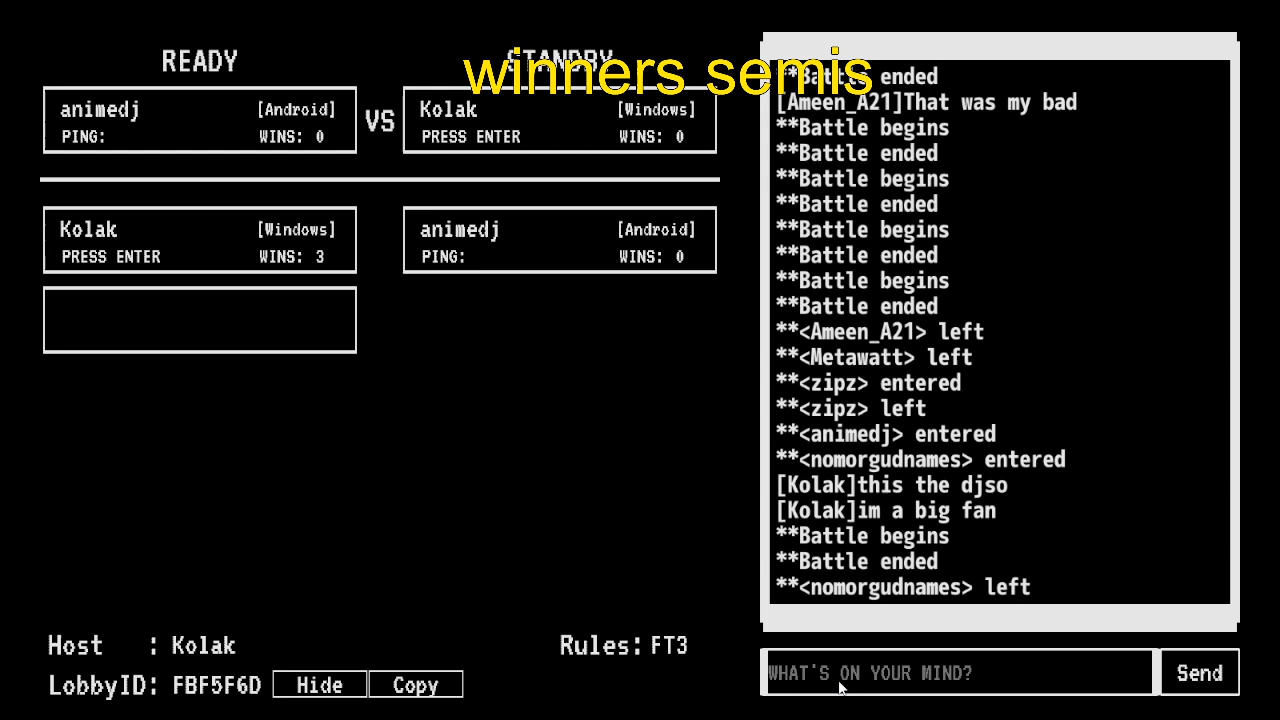 winners semis
READY
STANDBY
animedj [Android]
PING: WINS: 0
VS
Kolak [Windows]
PRESS ENTER WINS: 0
Kolak [Windows]
PRESS ENTER WINS: 3
animedj [Android]
PING: WINS: 0
Host : Kolak
Rules: FT3
LobbyID: FBF5F6D Hide Copy
**Battle ended
[Ameen_A21]That was my bad
**Battle begins
**Battle ended
**Battle begins
**Battle ended
**Battle begins
**Battle ended
**Battle begins
**Battle ended
**<Ameen_A21> left
**<Metawatt> left
**<zipz> entered
**<zipz> left
**<animedj> entered
**<nomorgudnames> entered
[Kolak]this the djso
[Kolak]im a big fan
**Battle begins
**Battle ended
**<nomorgudnames> left
WHAT'S ON YOUR MIND?
Send